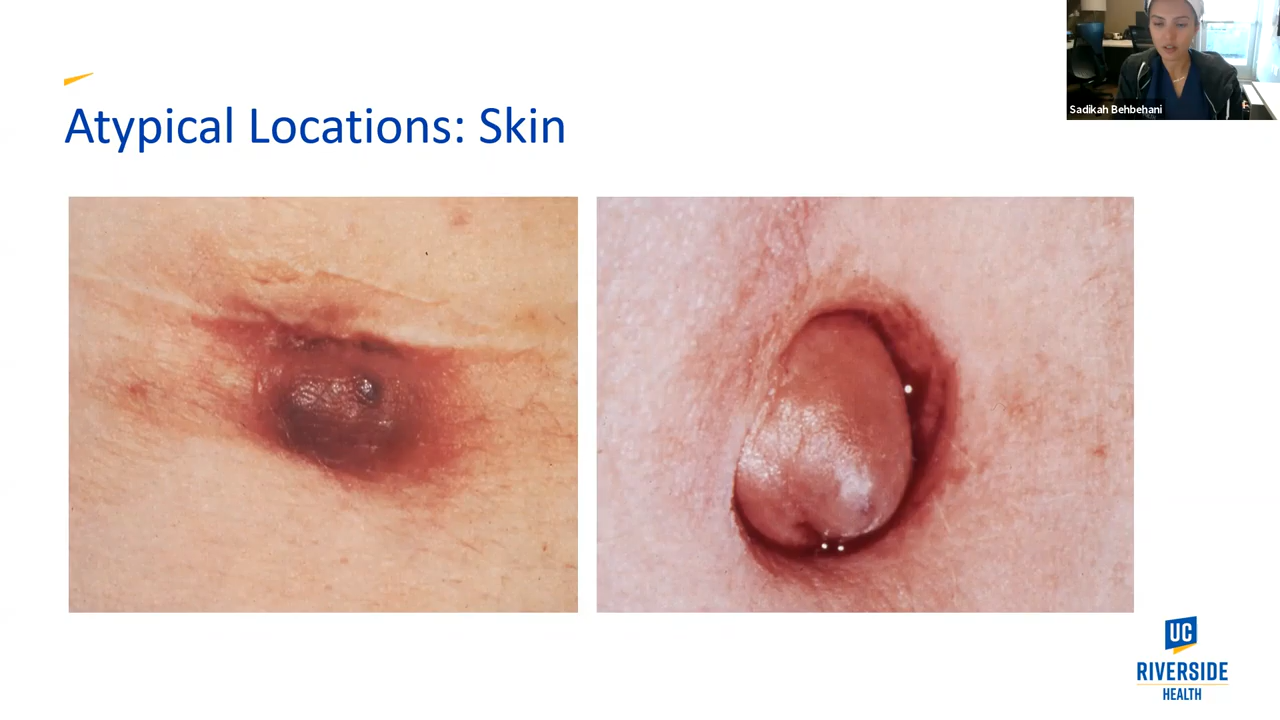 Sadikah Behbehani
Atypical Locations: Skin
UC
RIVERSIDE
HEALTH